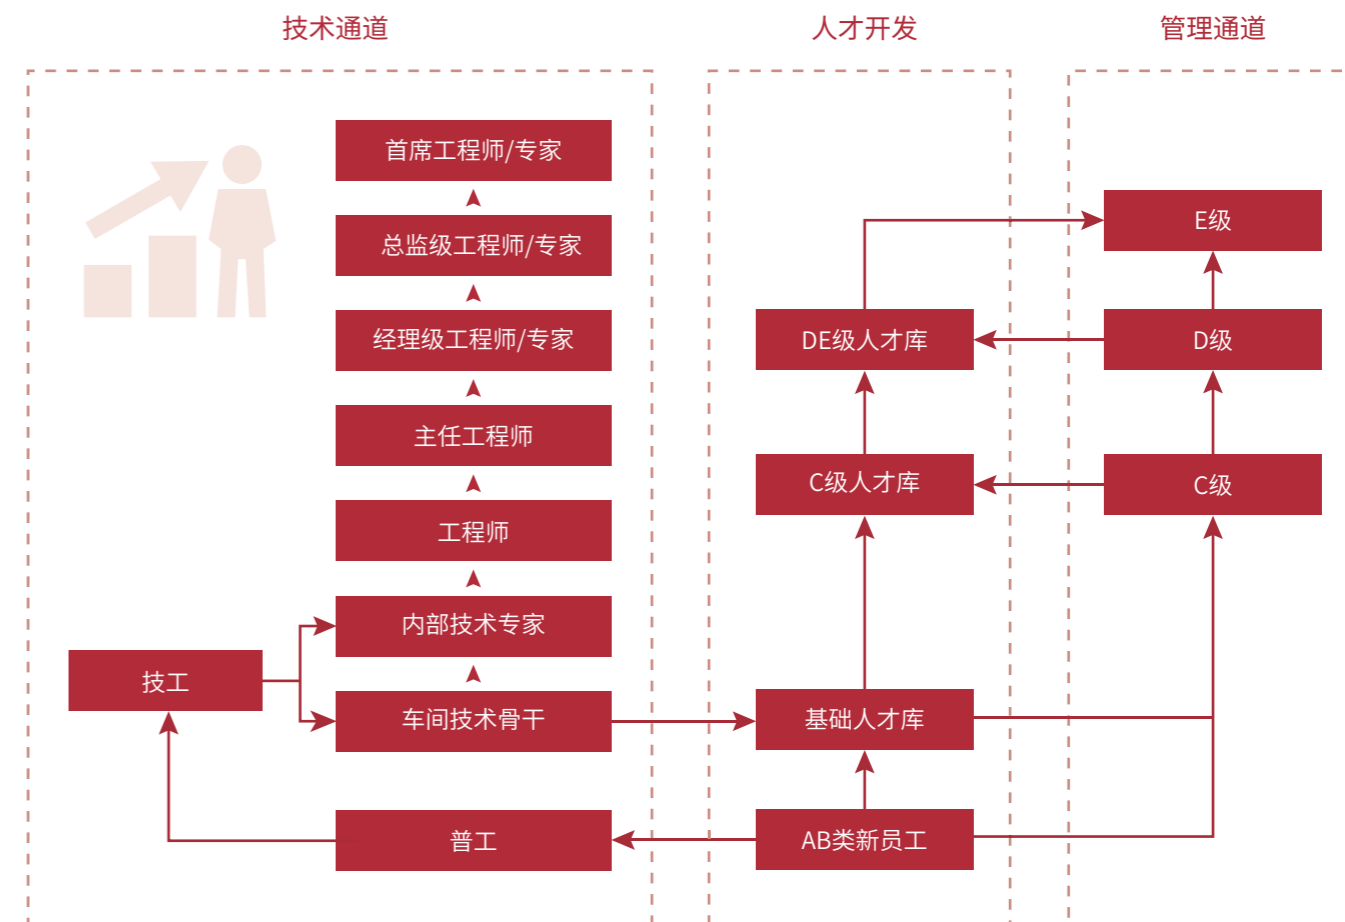 技术通道
人才开发
管理通道
首席工程师/专家
总监级工程师/专家
经理级工程师/专家
主任工程师
工程师
内部技术专家
技工
车间技术骨干
普工
DE级人才库
C级人才库
基础人才库
AB类新员工
E级
D级
C级